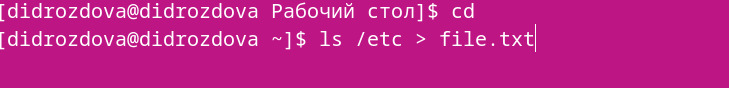 [didrozdova@didrozdova Рабочий стол]$ cd
[didrozdova@didrozdova ~]$ ls /etc > file.txt